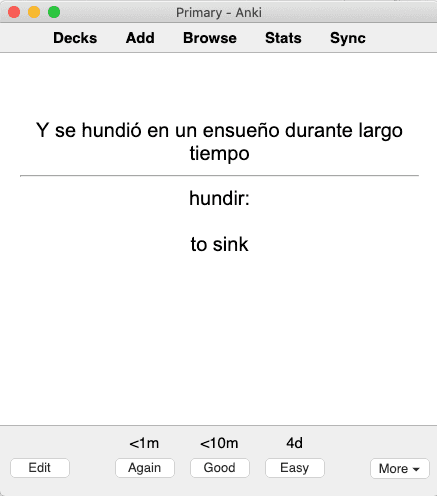 Primary - Anki
Decks Add Browse Stats Sync
Y se hundió en un ensueño durante largo
tiempo
hundir:
to sink
<1m <10m 4d
Edit Again Good Easy More